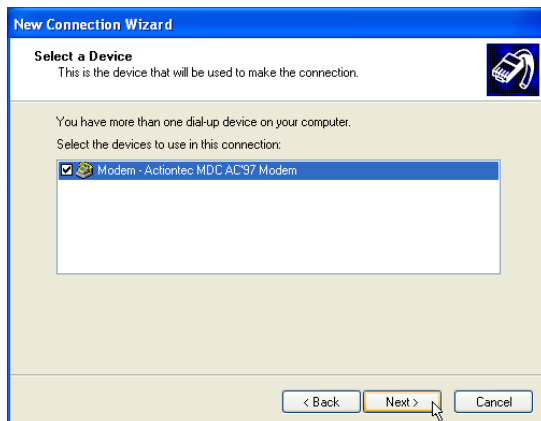 New Connection Wizard
Select a Device
This is the device that will be used to make the connection.
You have more than one dial-up device on your computer.
Select the devices to use in this connection:
Modem - Actiontec MDC AC'97 Modem
< Back Next > Cancel